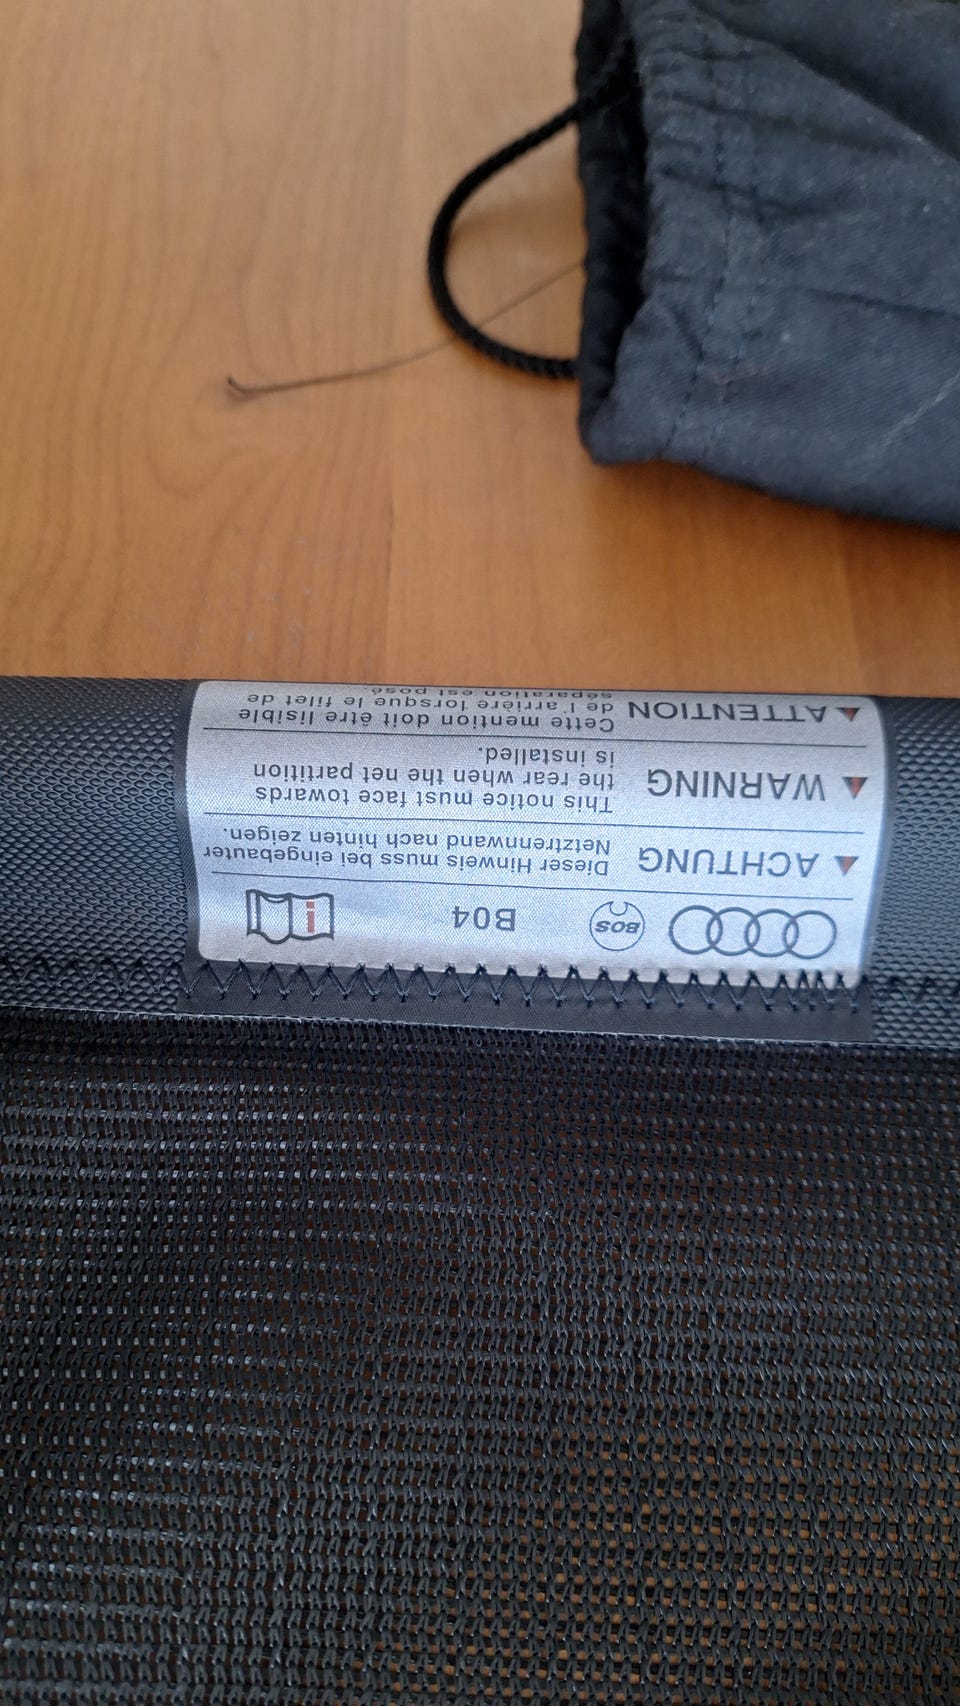 BOS
B04
i
ACHTUNG
Dieser Hinweis muss bei eingebauter
Netztrennwand nach hinten zeigen.
WARNING
This notice must face towards
the rear when the net partition
is installed.
ATTENTION
Cette mention doit être lisible
de l'arrière lorsque le filet de
séparation est posé.